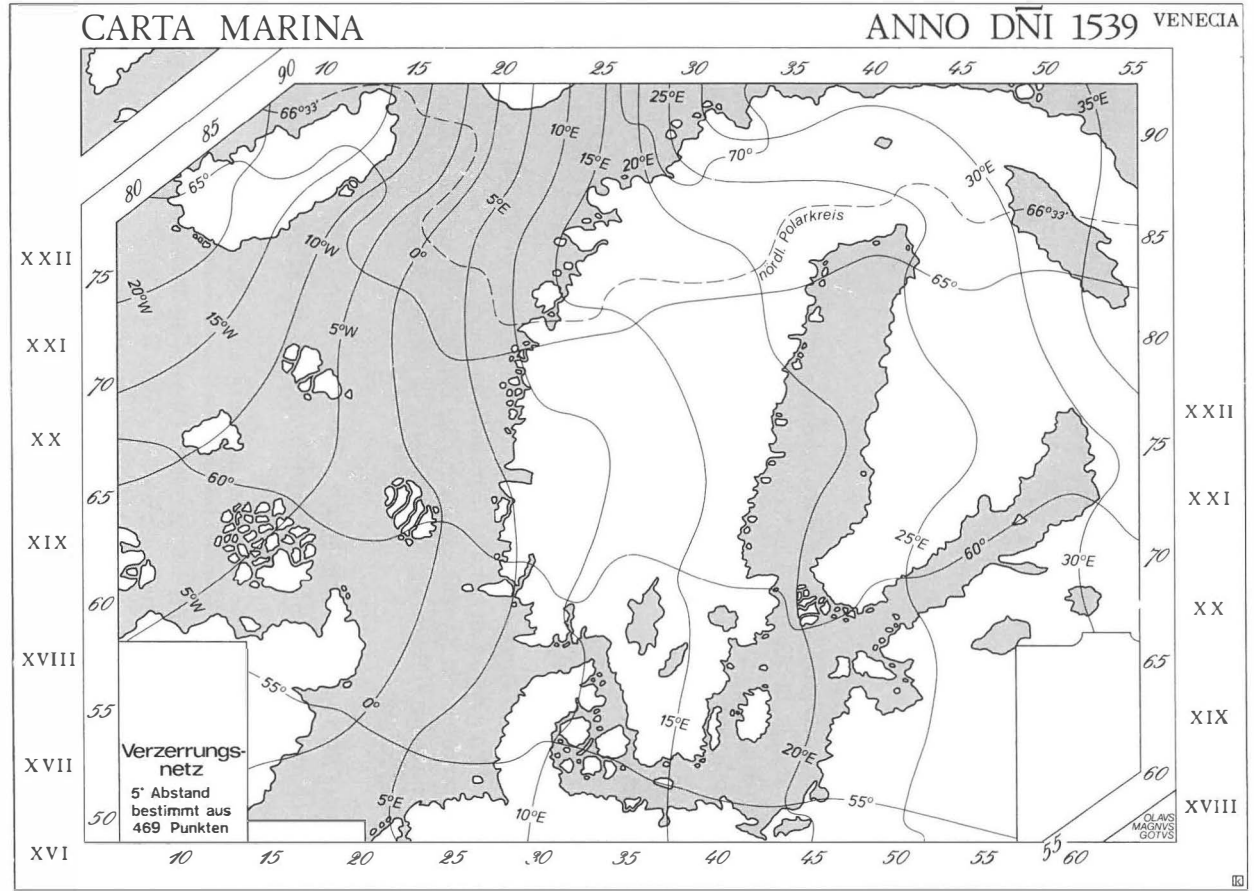 CARTA MARINA
ANNO DN̄I 1539 VENECIA
90 10 15 20 25 30 35 40 45 50 55
66°33'
25°E
35°E
85
10°E
90
15°E 20°E
70°
80
65°
30°E
5°E
66°33'
nördl. Polarkreis
85
10°W
0°
XXII
75
65°
20°W
15°W
5°W
XXI
80
70
XXII
XX
75
60°
65
XXI
25°E
XIX
60°
70
30°E
5°W
60
XX
XVIII
65
55°
0°
55
15°E
XIX
20°E
Verzerrungs-
netz
XVII
60
5° Abstand
bestimmt aus
469 Punkten
5°E
55°
10°E
XVIII
50
OLAVS
MAGNVS
GOTVS
55
XVI
10 15 20 25 30 35 40 45 50 55 60
k